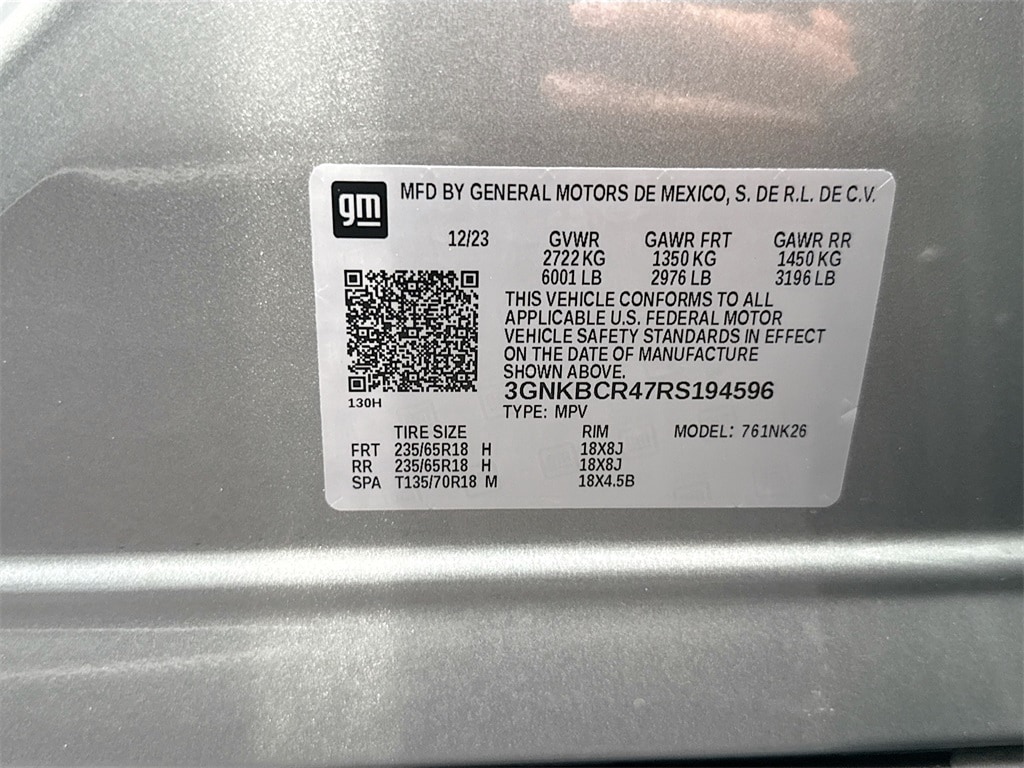 gm MFD BY GENERAL MOTORS DE MEXICO, S. DE R.L. DE C.V.
12/23 GVWR GAWR FRT GAWR RR
2722 KG 1350 KG 1450 KG
6001 LB 2976 LB 3196 LB
THIS VEHICLE CONFORMS TO ALL
APPLICABLE U.S. FEDERAL MOTOR
VEHICLE SAFETY STANDARDS IN EFFECT
ON THE DATE OF MANUFACTURE
SHOWN ABOVE.
3GNKBCR47RS194596
130H
TYPE: MPV
TIRE SIZE RIM MODEL: 761NK26
FRT 235/65R18 H 18X8J
RR 235/65R18 H 18X8J
SPA T135/70R18 M 18X4.5B